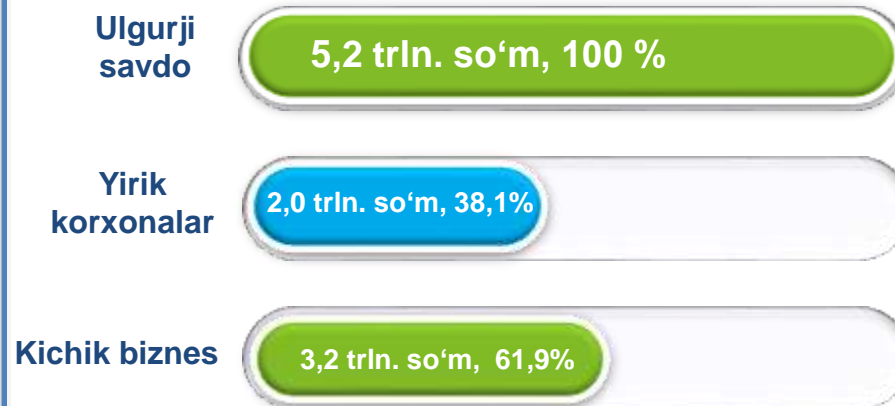 Ulgurji
savdo
5,2 trln. so‘m, 100 %
Yirik
korxonalar
2,0 trln. so‘m, 38,1%
Kichik biznes
3,2 trln. so‘m, 61,9%